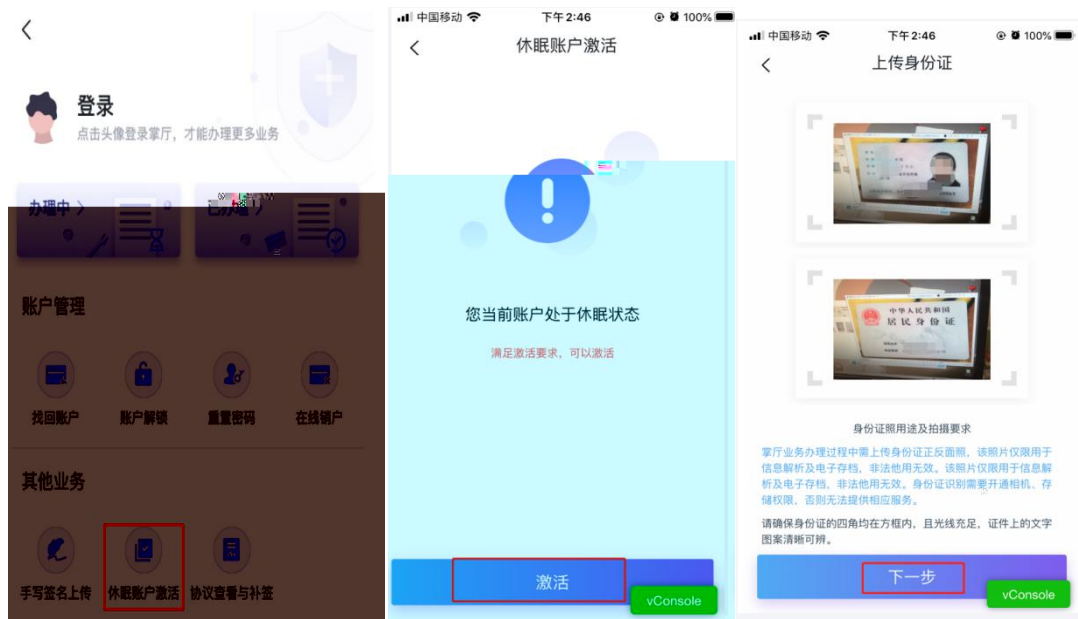 登录
点击头像登录掌厅，才能办理更多业务
办理中 >
已办理 >
账户管理
找回账户
账户解锁
重置密码
在线销户
其他业务
手写签名上传
休眠账户激活
协议查看与补签
中国移动
下午2:46
100%
休眠账户激活
您当前账户处于休眠状态
满足激活要求，可以激活
激活
vConsole
中国移动
下午2:46
100%
上传身份证
中华人民共和国
居民身份证
身份证照用途及拍摄要求
掌厅业务办理过程中需上传身份证正反面照，该照片仅限用于
信息解析及电子存档，非法他用无效。该照片仅限用于信息解
析及电子存档，非法他用无效。身份证识别需要开通相机、存
储权限，否则无法提供相应服务。
请确保身份证的四角均在方框内，且光线充足，证件上的文字
图案清晰可辨。
下一步
vConsole